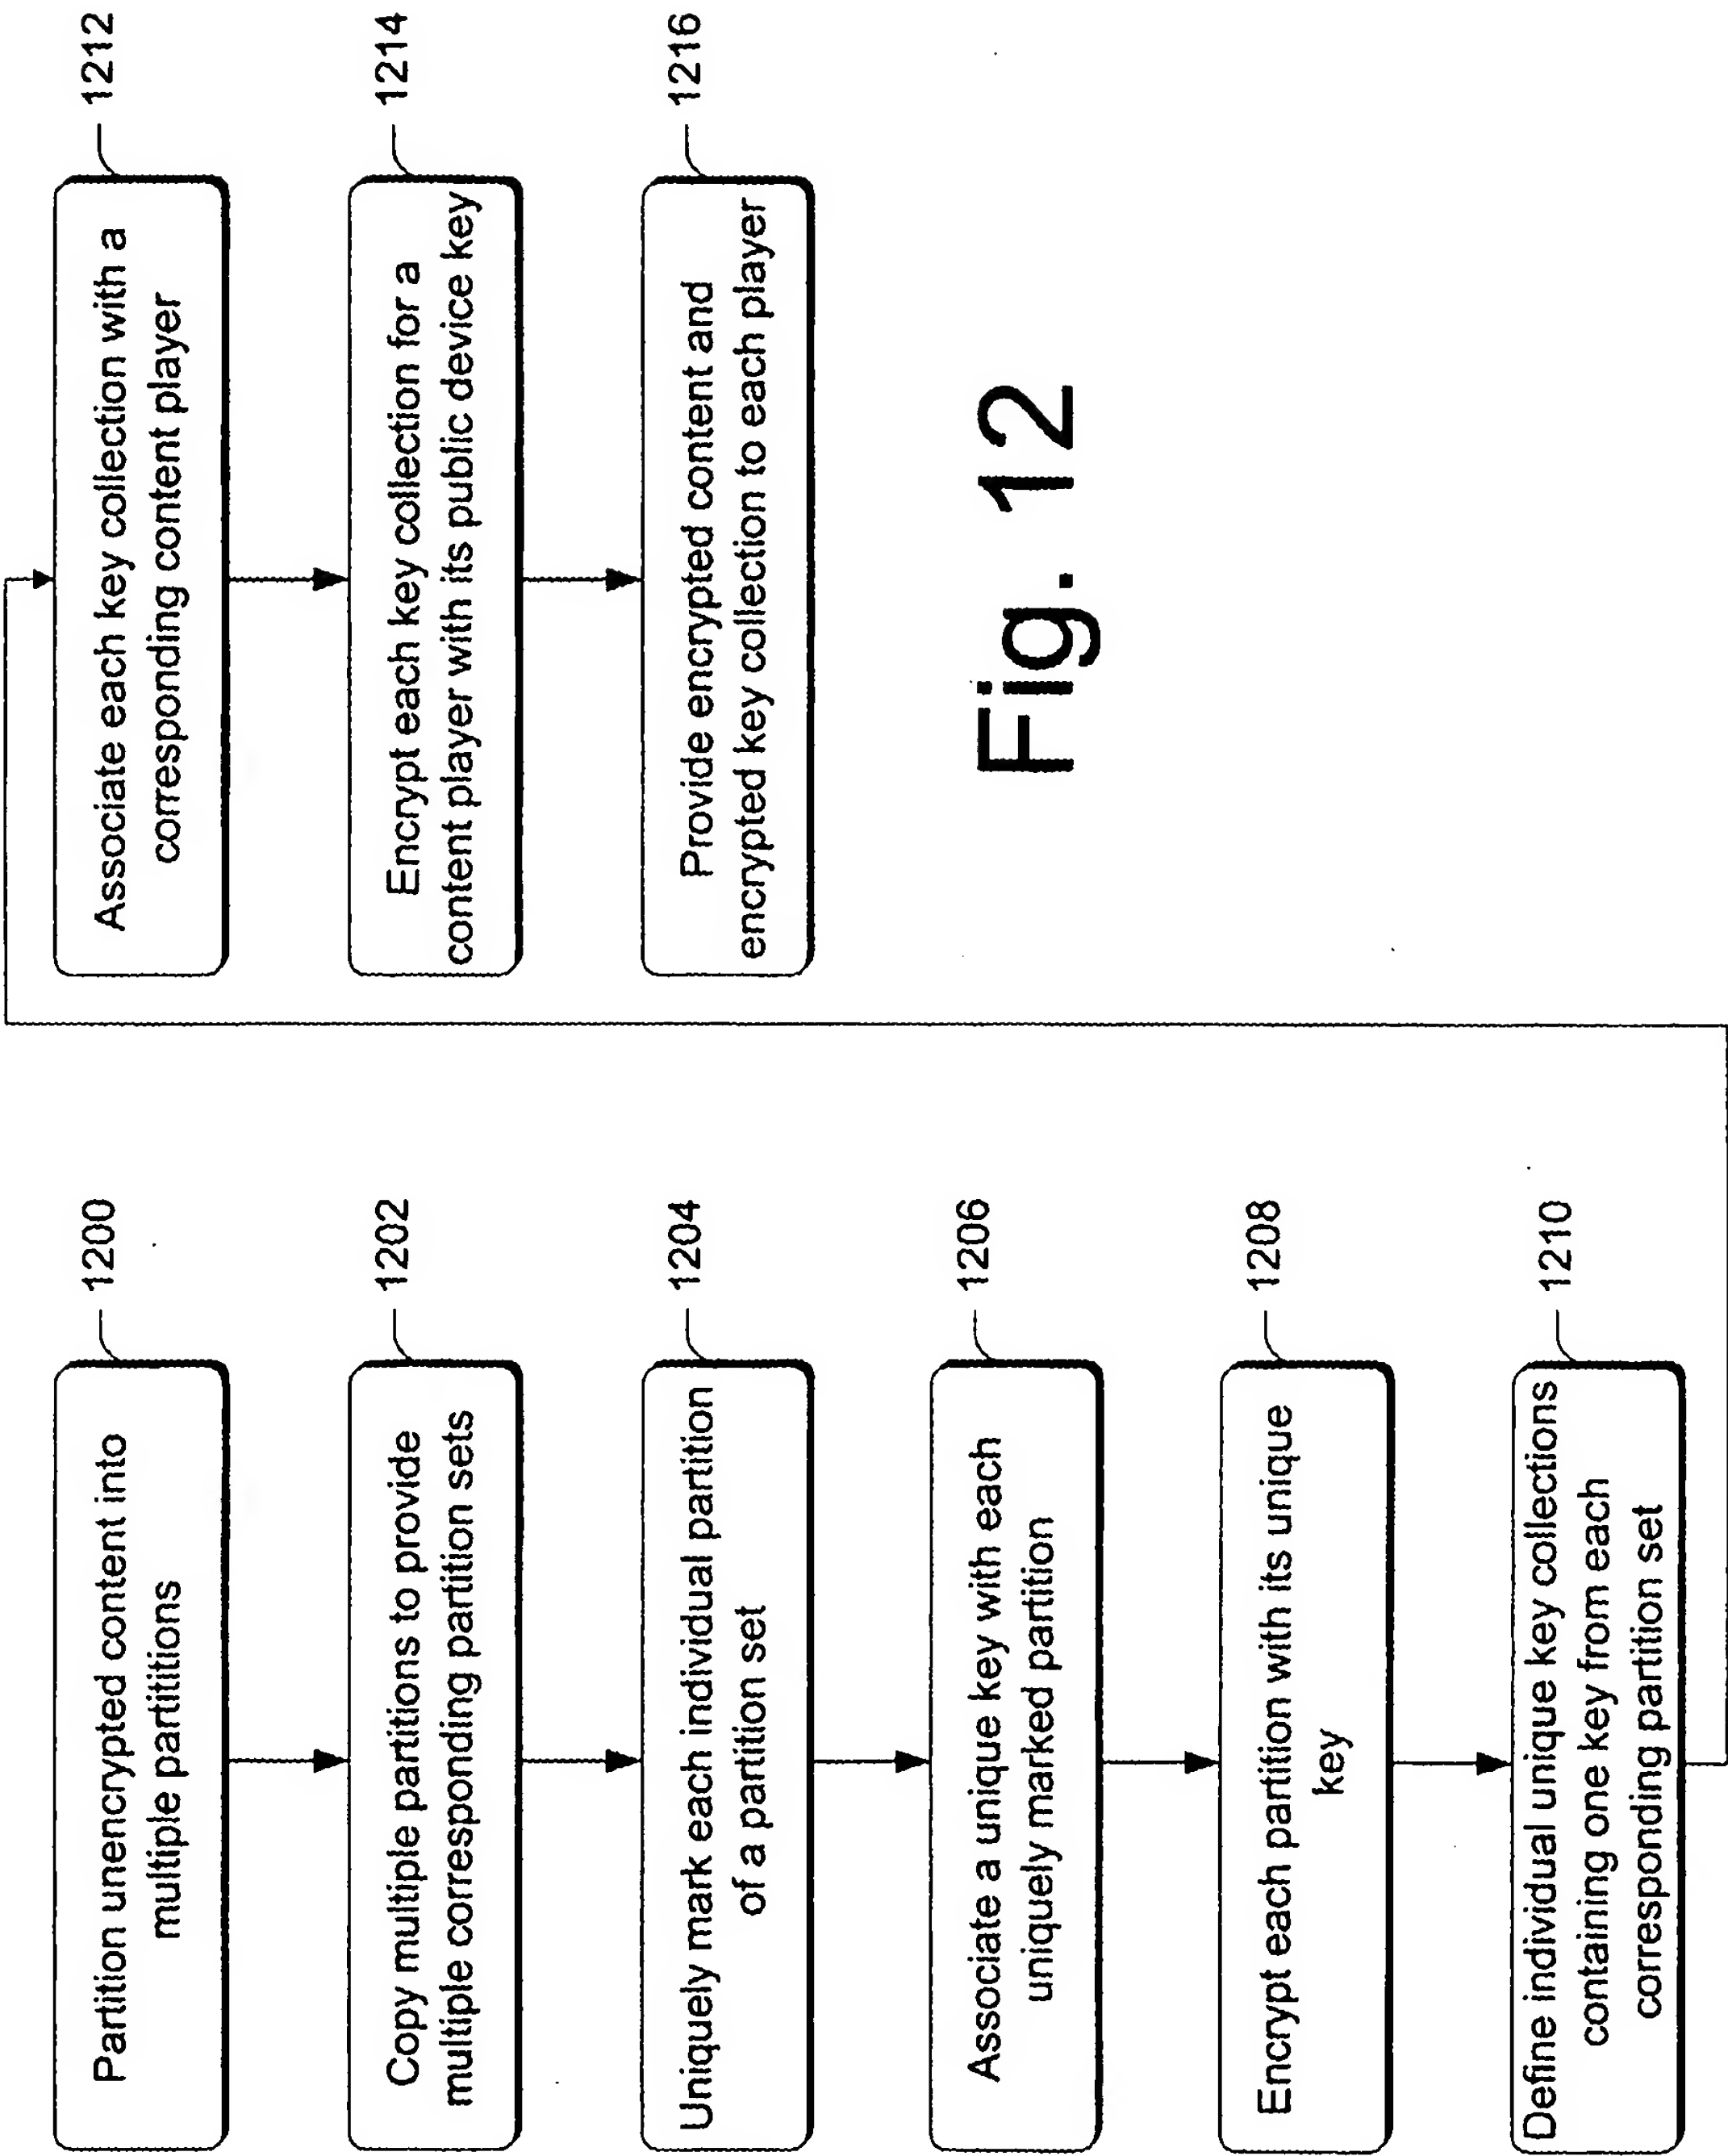 Partition unencrypted content into
multiple partitions
1200
Copy multiple partitions to provide
multiple corresponding partition sets
1202
Uniquely mark each individual partition
of a partition set
1204
Associate a unique key with each
uniquely marked partition
1206
Encrypt each partition with its unique
key
1208
Define individual unique key collections
containing one key from each
corresponding partition set
1210
Associate each key collection with a
corresponding content player
1212
Encrypt each key collection for a
content player with its public device key
1214
Provide encrypted content and
encrypted key collection to each player
1216
Fig. 12